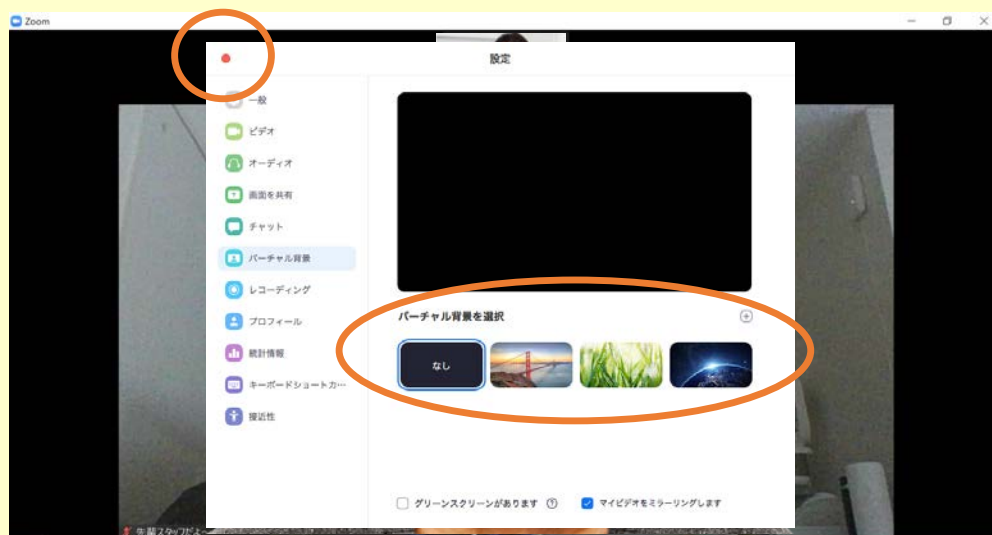 Zoom
設定
一般
ビデオ
オーディオ
画面を共有
チャット
バーチャル背景
レコーディング
プロフィール
統計情報
キーボードショートカ…
接近性
バーチャル背景を選択
なし
グリーンスクリーンがあります
マイビデオをミラーリングします